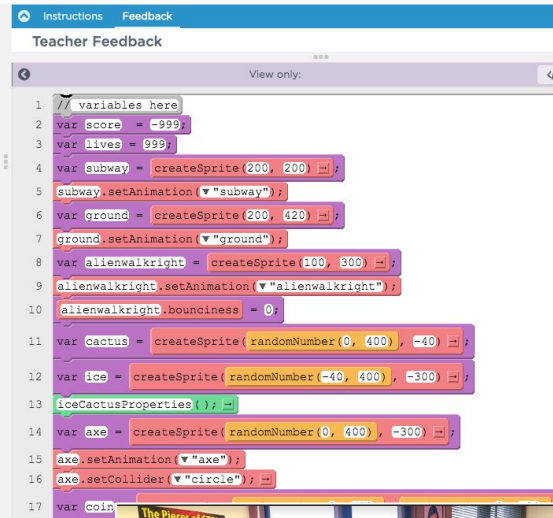 Instructions Feedback
Teacher Feedback
View only:
1 // variables here
2 var score = -999;
3 var lives = 999;
4 var subway = createSprite(200, 200);
5 subway.setAnimation(▼"subway");
6 var ground = createSprite(200, 420);
7 ground.setAnimation(▼"ground");
8 var alienwalkright = createSprite(100, 300);
9 alienwalkright.setAnimation(▼"alienwalkright");
10 alienwalkright.bounciness = 0;
11 var cactus = createSprite(randomNumber(0, 400), -40);
12 var ice = createSprite(randomNumber(-40, 400), -300);
13 iceCactusProperties();
14 var axe = createSprite(randomNumber(0, 400), -300);
15 axe.setAnimation(▼"axe");
16 axe.setCollider(▼"circle");
17 var coin
The Pieces of